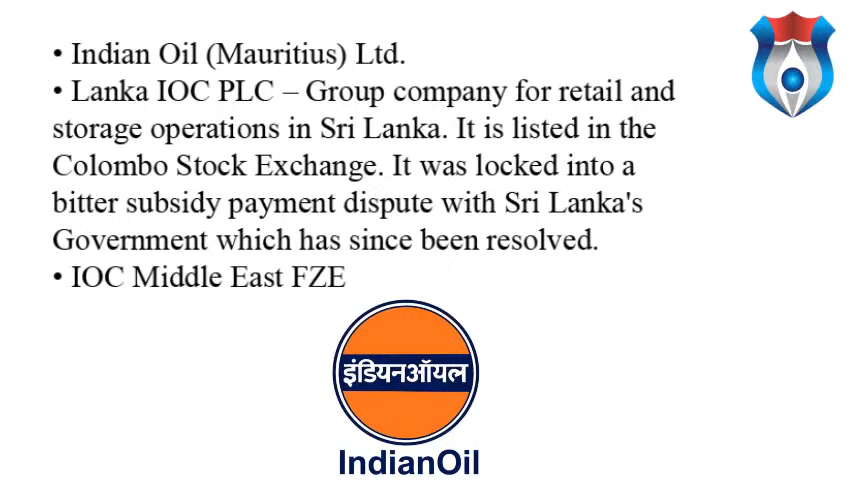 • Indian Oil (Mauritius) Ltd.
• Lanka IOC PLC – Group company for retail and
storage operations in Sri Lanka. It is listed in the
Colombo Stock Exchange. It was locked into a
bitter subsidy payment dispute with Sri Lanka's
Government which has since been resolved.
• IOC Middle East FZE
इंडियनऑयल
IndianOil